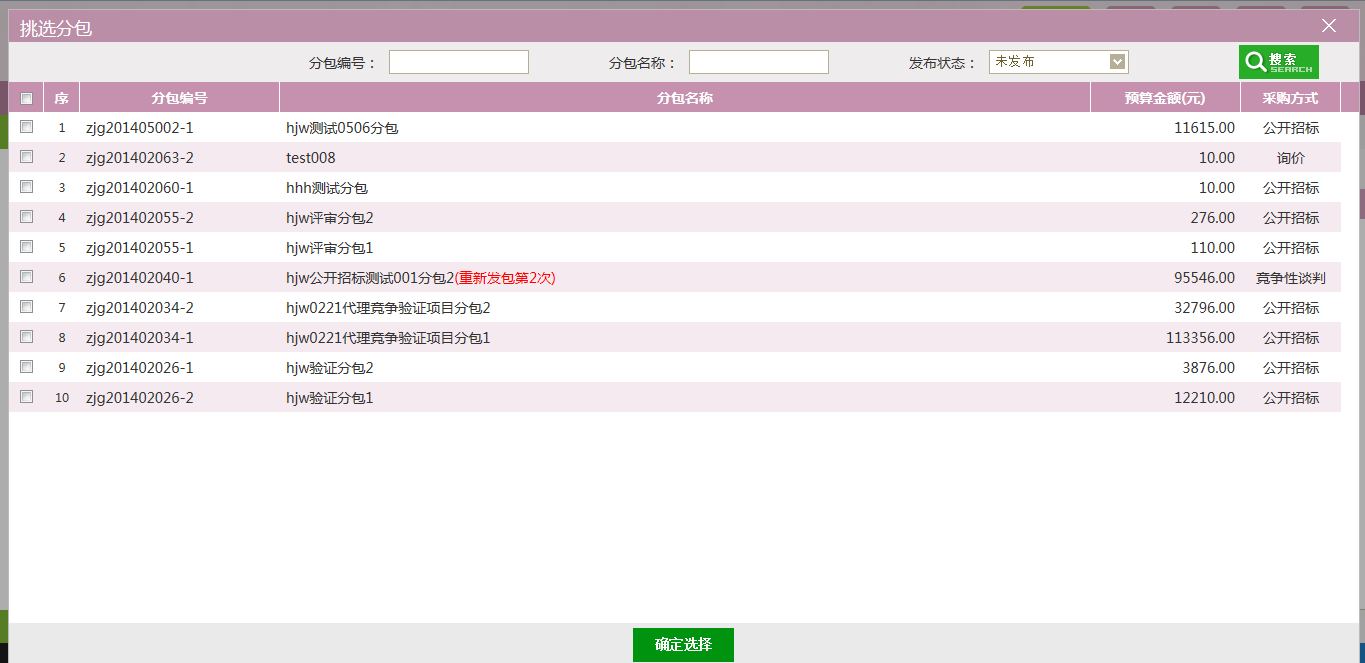 挑选分包
分包编号： 分包名称： 发布状态： 未发布 搜索 SEARCH
序 分包编号 分包名称 预算金额(元) 采购方式
1 zjg201405002-1 hjw测试0506分包 11615.00 公开招标
2 zjg201402063-2 test008 10.00 询价
3 zjg201402060-1 hhh测试分包 10.00 公开招标
4 zjg201402055-2 hjw评审分包2 276.00 公开招标
5 zjg201402055-1 hjw评审分包1 110.00 公开招标
6 zjg201402040-1 hjw公开招标测试001分包2(重新发包第2次) 95546.00 竞争性谈判
7 zjg201402034-2 hjw0221代理竞争验证项目分包2 32796.00 公开招标
8 zjg201402034-1 hjw0221代理竞争验证项目分包1 113356.00 公开招标
9 zjg201402026-1 hjw验证分包2 3876.00 公开招标
10 zjg201402026-2 hjw验证分包1 12210.00 公开招标
确定选择